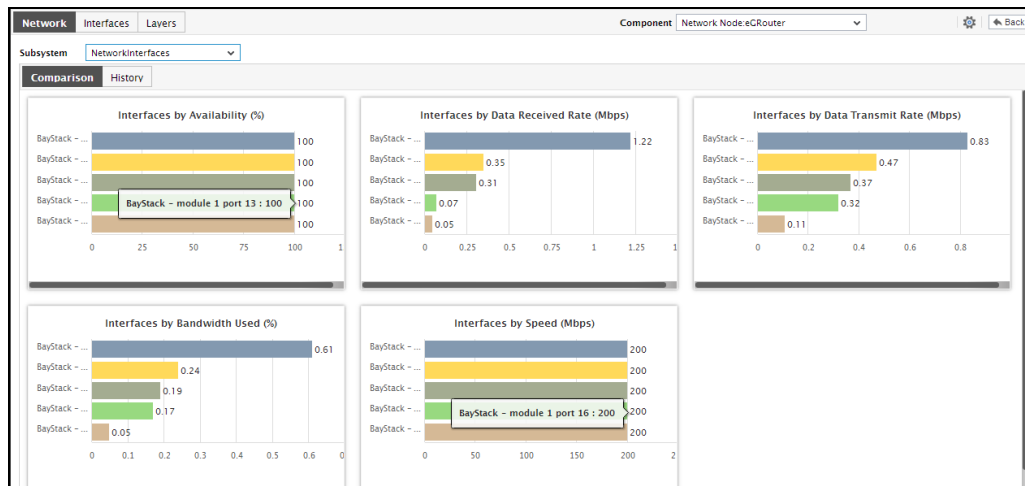 Network Interfaces Layers Component Network Node:eGRouter Back
Subsystem NetworkInterfaces
Comparison History
Interfaces by Availability (%)
BayStack - ... 100
BayStack - ... 100
BayStack - ... 100
BayStack - ... 100
BayStack - module 1 port 13 : 100
BayStack - ... 100
0 25 50 75 100 1
Interfaces by Data Received Rate (Mbps)
BayStack - ... 1.22
BayStack - ... 0.35
BayStack - ... 0.31
BayStack - ... 0.07
BayStack - ... 0.05
0 0.25 0.5 0.75 1 1.25 1
Interfaces by Data Transmit Rate (Mbps)
BayStack - ... 0.83
BayStack - ... 0.47
BayStack - ... 0.37
BayStack - ... 0.32
BayStack - ... 0.11
0 0.2 0.4 0.6 0.8
Interfaces by Bandwidth Used (%)
BayStack - ... 0.61
BayStack - ... 0.24
BayStack - ... 0.19
BayStack - ... 0.17
BayStack - ... 0.05
0 0.1 0.2 0.3 0.4 0.5 0.6 0
Interfaces by Speed (Mbps)
BayStack - ... 200
BayStack - ... 200
BayStack - ... 200
BayStack - ... 200
BayStack - module 1 port 16 : 200
BayStack - ... 200
0 50 100 150 200 2